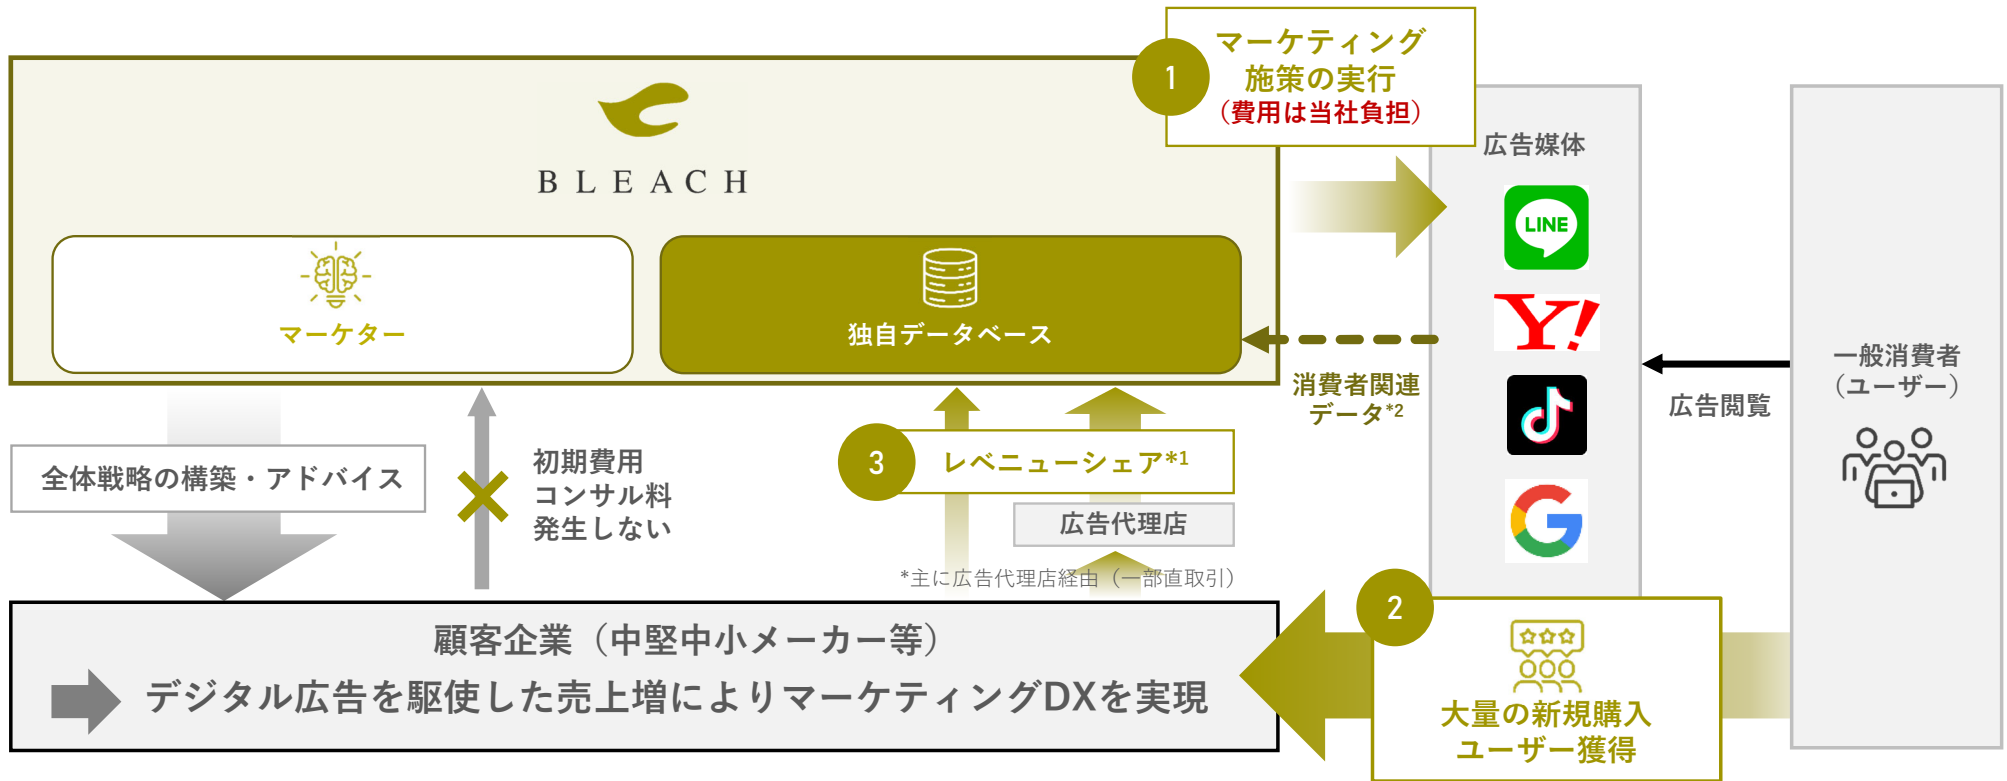 1
マーケティング
施策の実行
（費用は当社負担）
BLEACH
広告媒体
LINE
Y!
マーケター
独自データベース
消費者関連
データ*2
一般消費者
（ユーザー）
広告閲覧
全体戦略の構築・アドバイス
初期費用
コンサル料
発生しない
3
レベニューシェア*1
広告代理店
*主に広告代理店経由（一部直取引）
G
2
顧客企業（中堅中小メーカー等）
デジタル広告を駆使した売上増によりマーケティングDXを実現
大量の新規購入
ユーザー獲得